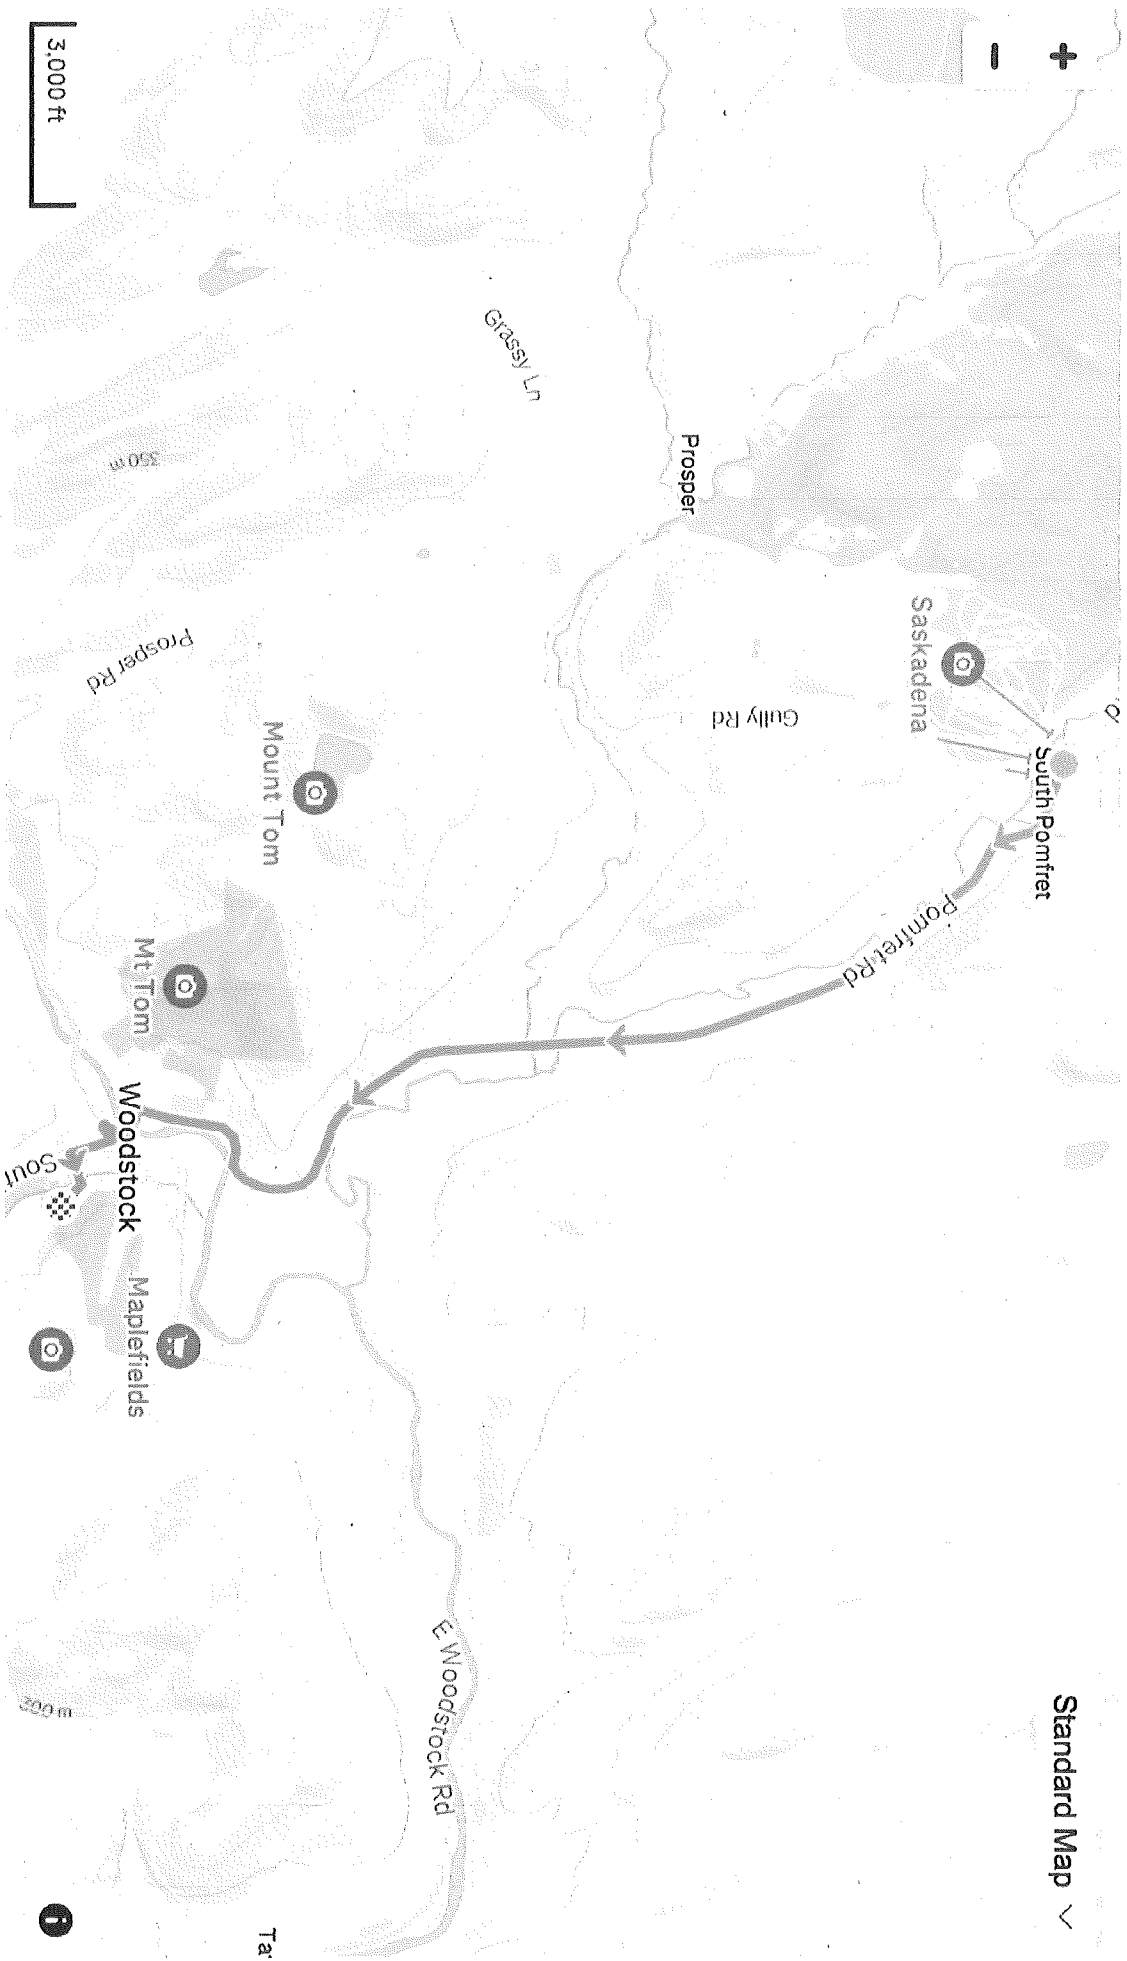 +
−
Standard Map
South Pomfret
Saskadena
Pomfret Rd
Gully Rd
Prosper
Grassy Ln
Mount Tom
Prosper Rd
350 m
Mt Tom
Woodstock
Maplefields
E Woodstock Rd
3,000 ft
i